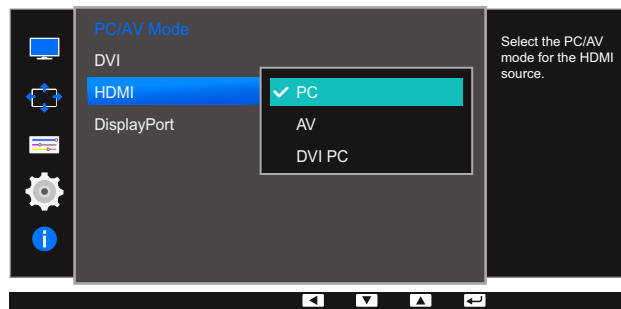 PC/AV Mode
DVI
HDMI
DisplayPort
PC
AV
DVI PC
Select the PC/AV
mode for the HDMI
source.